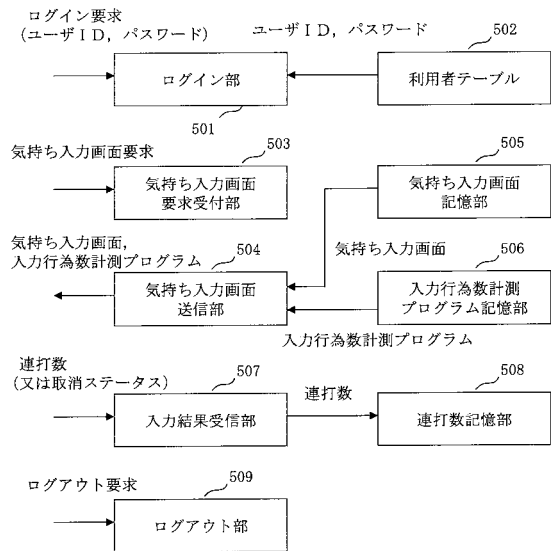 ログイン要求
(ユーザID,パスワード)
ユーザID,パスワード
502
ログイン部
利用者テーブル
501
気持ち入力画面要求
503
505
気持ち入力画面
要求受付部
気持ち入力画面
記憶部
気持ち入力画面,
入力行為数計測プログラム
504
気持ち入力画面
506
気持ち入力画面
送信部
入力行為数計測
プログラム記憶部
入力行為数計測プログラム
連打数
(又は取消ステータス)
507
連打数
508
入力結果受信部
連打数記憶部
ログアウト要求
509
ログアウト部